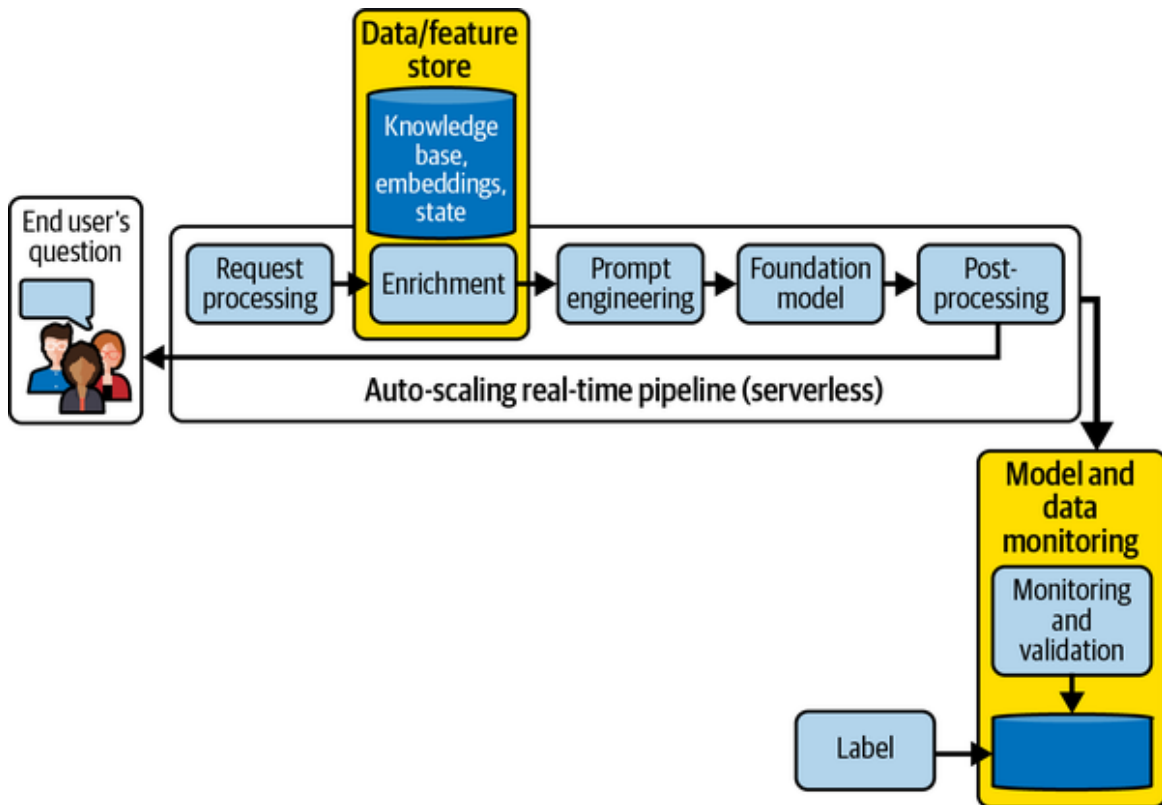 Data/feature
store
Knowledge
base,
embeddings,
state
End user's
question
Request
processing
Enrichment
Prompt
engineering
Foundation
model
Post-
processing
Auto-scaling real-time pipeline (serverless)
Model and
data
monitoring
Monitoring
and
validation
Label